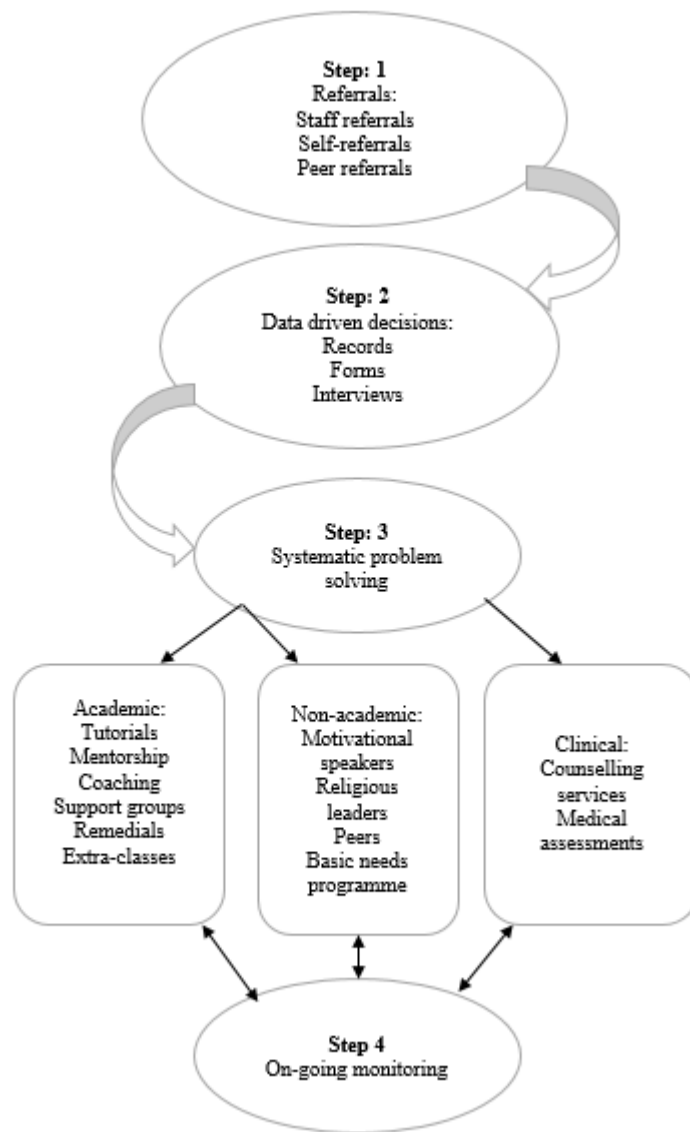 Step: 1
Referrals:
Staff referrals
Self-referrals
Peer referrals
Step: 2
Data driven decisions:
Records
Forms
Interviews
Step: 3
Systematic problem
solving
Academic:
Tutorials
Mentorship
Coaching
Support groups
Remedials
Extra-classes
Non-academic:
Motivational
speakers
Religious
leaders
Peers
Basic needs
programme
Clinical:
Counselling
services
Medical
assessments
Step 4
On-going monitoring